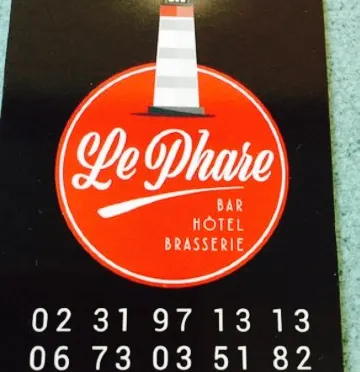 Le Phare
BAR
HÔTEL
BRASSERIE
02 31 97 13 13
06 73 03 51 82